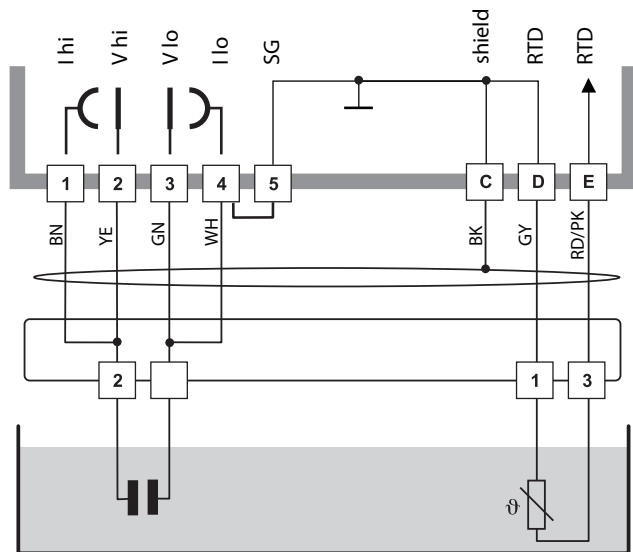 I hi
V hi
V lo
I lo
SG
shield
RTD
RTD
1
2
3
4
5
C
D
E
BN
YE
GN
WH
BK
GY
RD/PK
2
1
3
ϑ